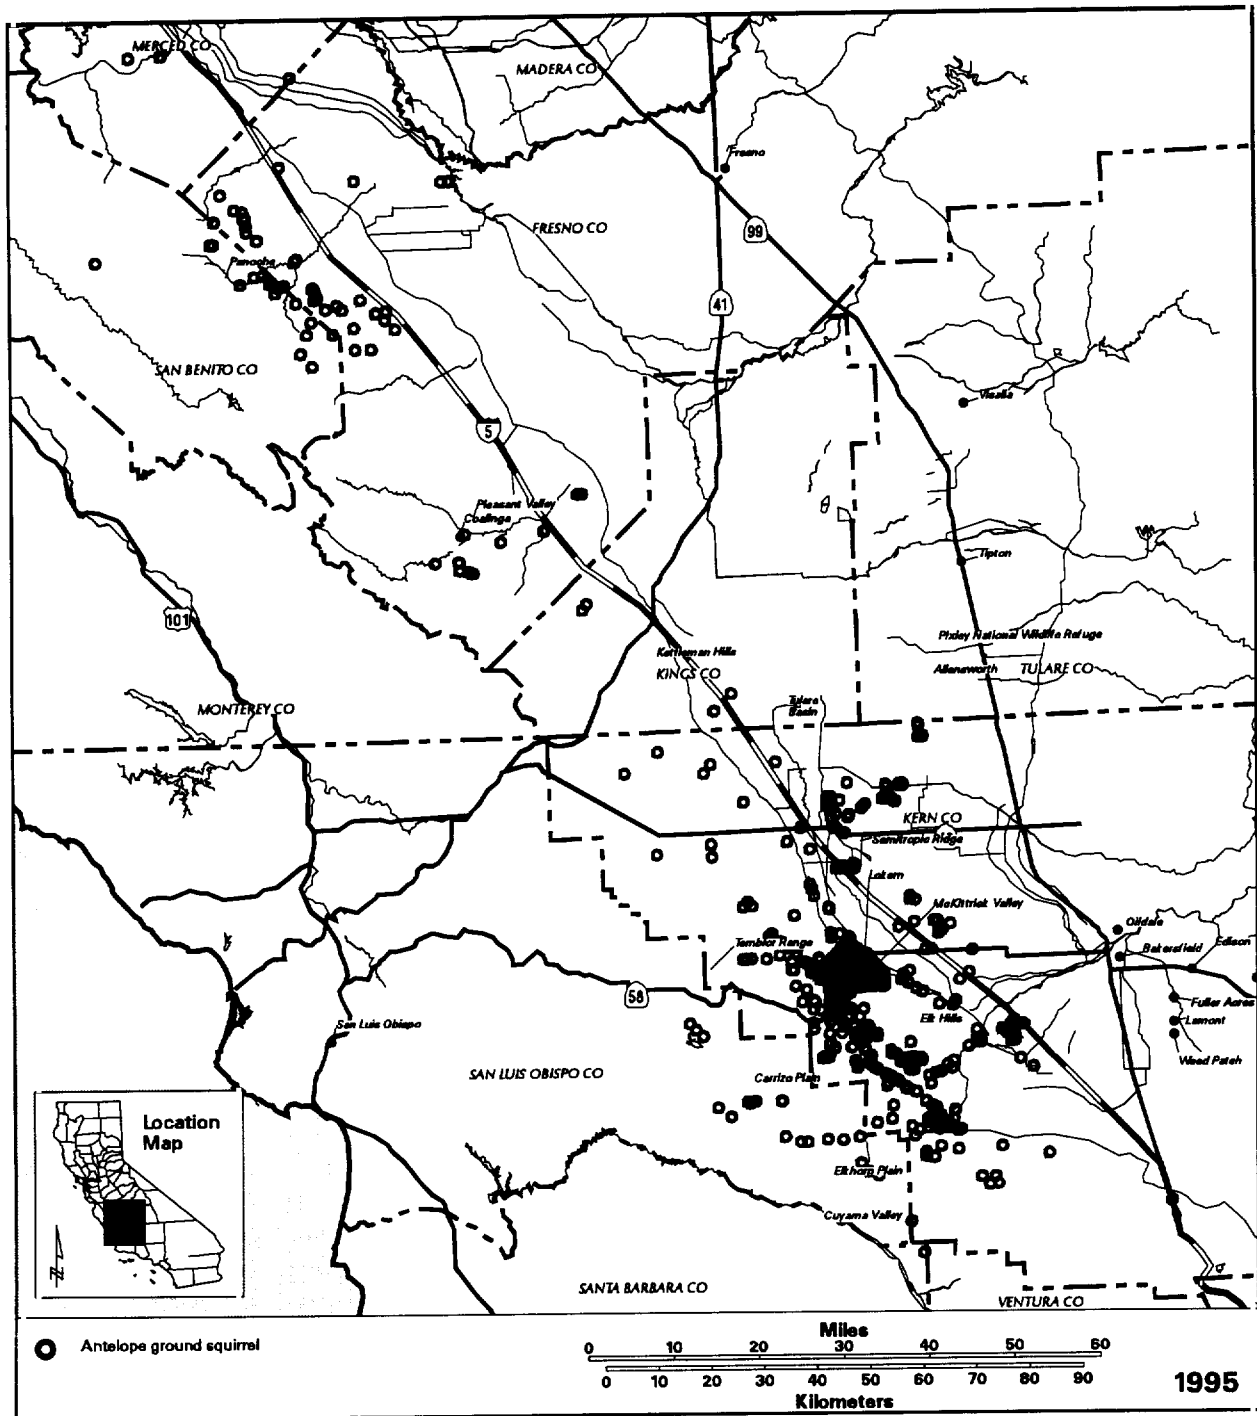 MERCED CO
MADERA CO
Fresno
FRESNO CO
99
Panoche
41
SAN BENITO CO
Visalia
5
Pleasant Valley
Coalinga
Tipton
101
Pixley National Wildlife Refuge
Kettleman Hills
Allensworth
TULARE CO
KINGS CO
MONTEREY CO
Tulare
Basin
KERN CO
Semitropic Ridge
Lokern
McKittrick Valley
Oildale
Temblor Range
Bakersfield
Edison
58
Fuller Acres
Elk Hills
Lamont
San Luis Obispo
Weed Patch
SAN LUIS OBISPO CO
Carrizo Plain
Location
Map
Elkhorn Plain
Cuyama Valley
N
SANTA BARBARA CO
VENTURA CO
Antelope ground squirrel
Miles
0 10 20 30 40 50 60
0 10 20 30 40 50 60 70 80 90
Kilometers
1995